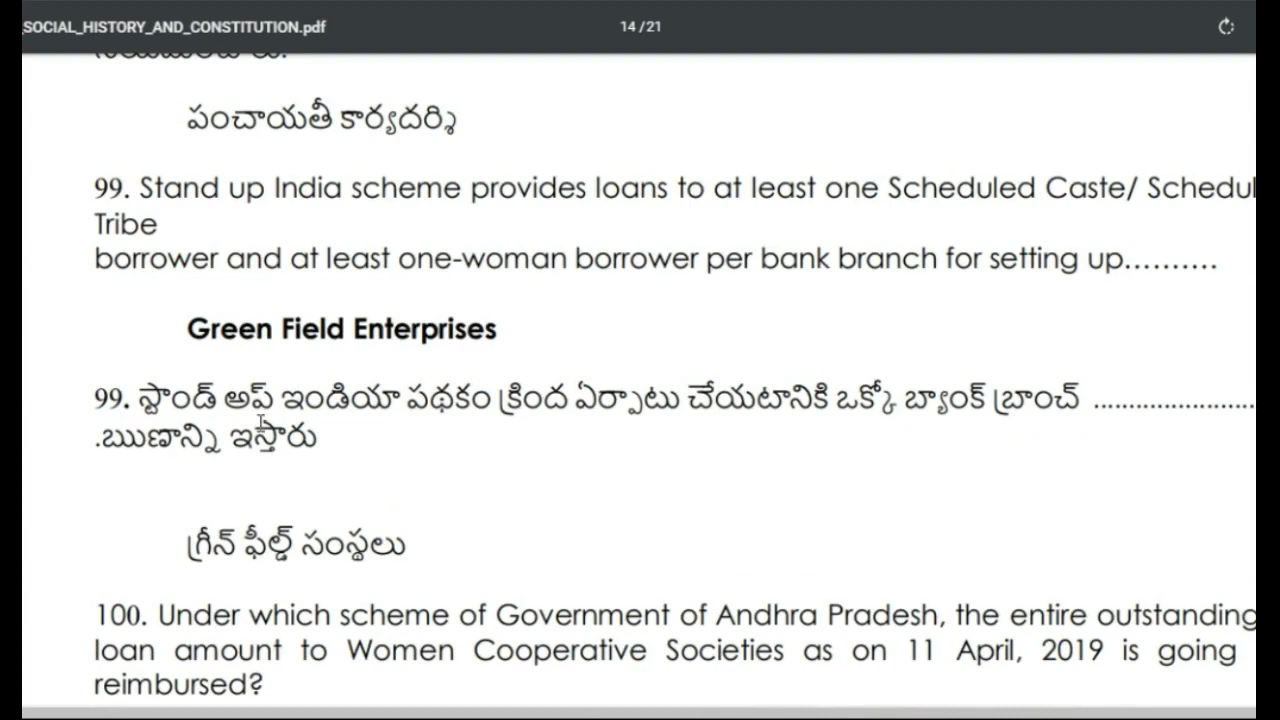 _SOCIAL_HISTORY_AND_CONSTITUTION.pdf 14/21
పంచాయతీ కార్యదర్శి
99. Stand up India scheme provides loans to at least one Scheduled Caste/ Schedul
Tribe
borrower and at least one-woman borrower per bank branch for setting up..........
Green Field Enterprises
99. స్టాండ్ అప్ ఇండియా పథకం క్రింద ఏర్పాటు చేయటానికి ఒక్కో బ్యాంక్ బ్రాంచ్ .......................
.ఋణాన్ని ఇస్తారు
గ్రీన్ ఫీల్డ్ సంస్థలు
100. Under which scheme of Government of Andhra Pradesh, the entire outstanding
loan amount to Women Cooperative Societies as on 11 April, 2019 is going
reimbursed?